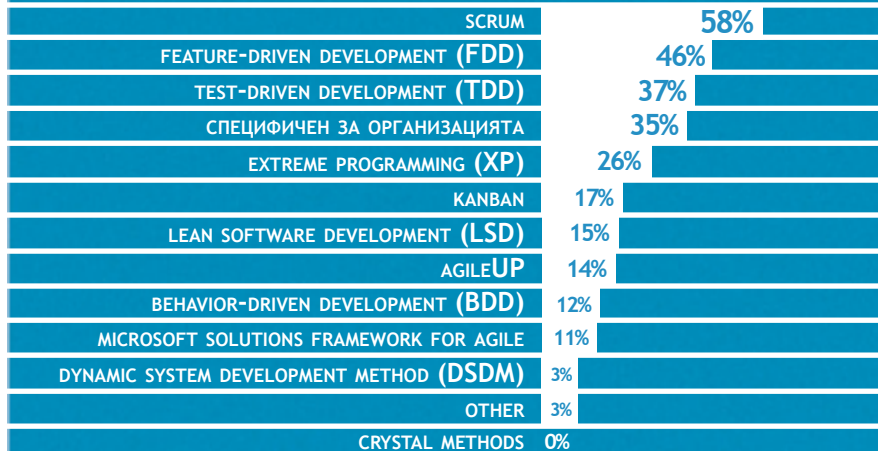 SCRUM 58%
FEATURE-DRIVEN DEVELOPMENT (FDD) 46%
TEST-DRIVEN DEVELOPMENT (TDD) 37%
СПЕЦИФИЧЕН ЗА ОРГАНИЗАЦИЯТА 35%
EXTREME PROGRAMMING (XP) 26%
KANBAN 17%
LEAN SOFTWARE DEVELOPMENT (LSD) 15%
AGILEUP 14%
BEHAVIOR-DRIVEN DEVELOPMENT (BDD) 12%
MICROSOFT SOLUTIONS FRAMEWORK FOR AGILE 11%
DYNAMIC SYSTEM DEVELOPMENT METHOD (DSDM) 3%
OTHER 3%
CRYSTAL METHODS 0%